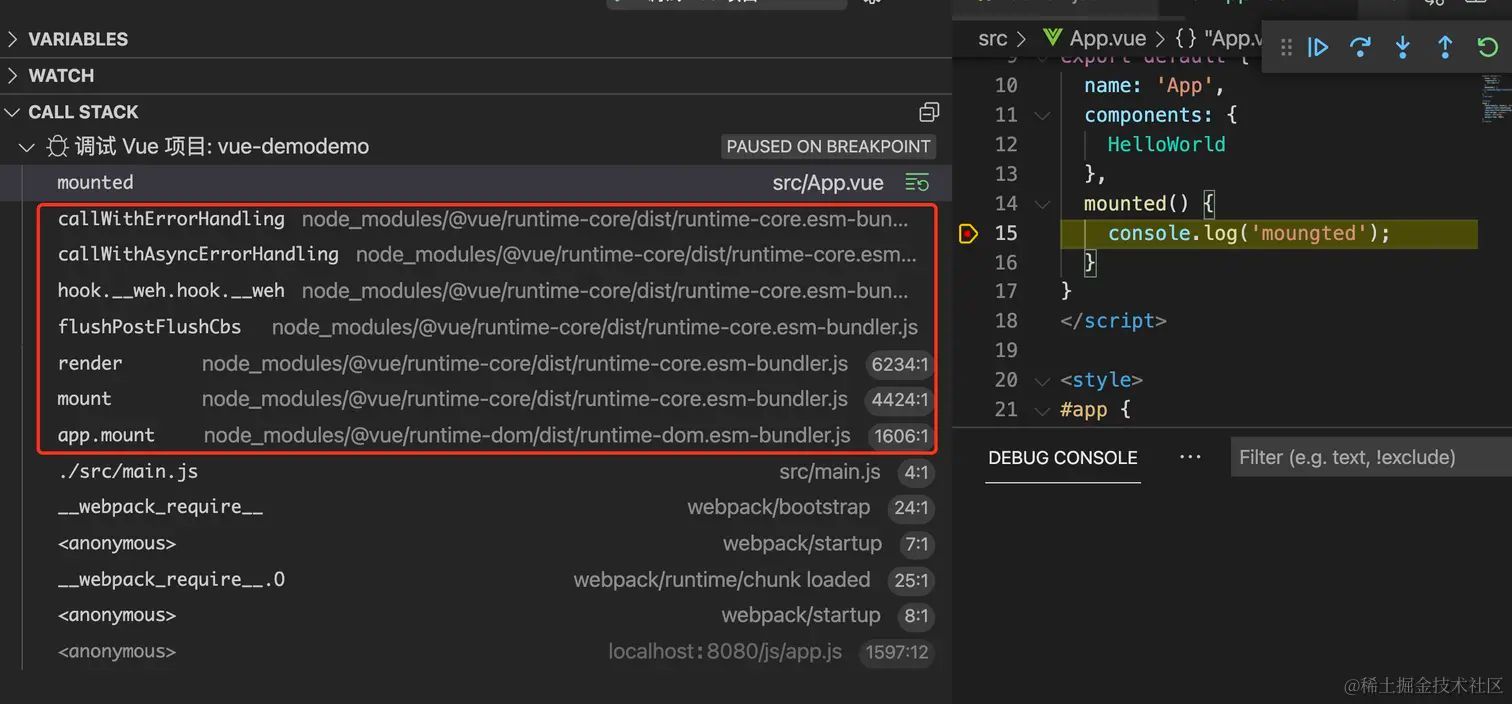 VARIABLES
WATCH
CALL STACK
调试 Vue 项目: vue-demodemo PAUSED ON BREAKPOINT
mounted src/App.vue
callWithErrorHandling node_modules/@vue/runtime-core/dist/runtime-core.esm-bun...
callWithAsyncErrorHandling node_modules/@vue/runtime-core/dist/runtime-core.esm...
hook.__weh.hook.__weh node_modules/@vue/runtime-core/dist/runtime-core.esm-bun...
flushPostFlushCbs node_modules/@vue/runtime-core/dist/runtime-core.esm-bundler.js
render node_modules/@vue/runtime-core/dist/runtime-core.esm-bundler.js 6234:1
mount node_modules/@vue/runtime-core/dist/runtime-core.esm-bundler.js 4424:1
app.mount node_modules/@vue/runtime-dom/dist/runtime-dom.esm-bundler.js 1606:1
./src/main.js src/main.js 4:1
__webpack_require__ webpack/bootstrap 24:1
<anonymous> webpack/startup 7:1
__webpack_require__.O webpack/runtime/chunk loaded 25:1
<anonymous> webpack/startup 8:1
<anonymous> localhost:8080/js/app.js 1597:12
src > App.vue > {} "App.v
9 export default {
10 name: 'App',
11 components: {
12 HelloWorld
13 },
14 mounted() {
15 console.log('moungted');
16 }
17 }
18 </script>
19
20 <style>
21 #app {
DEBUG CONSOLE ... Filter (e.g. text, !exclude)
@稀土掘金技术社区